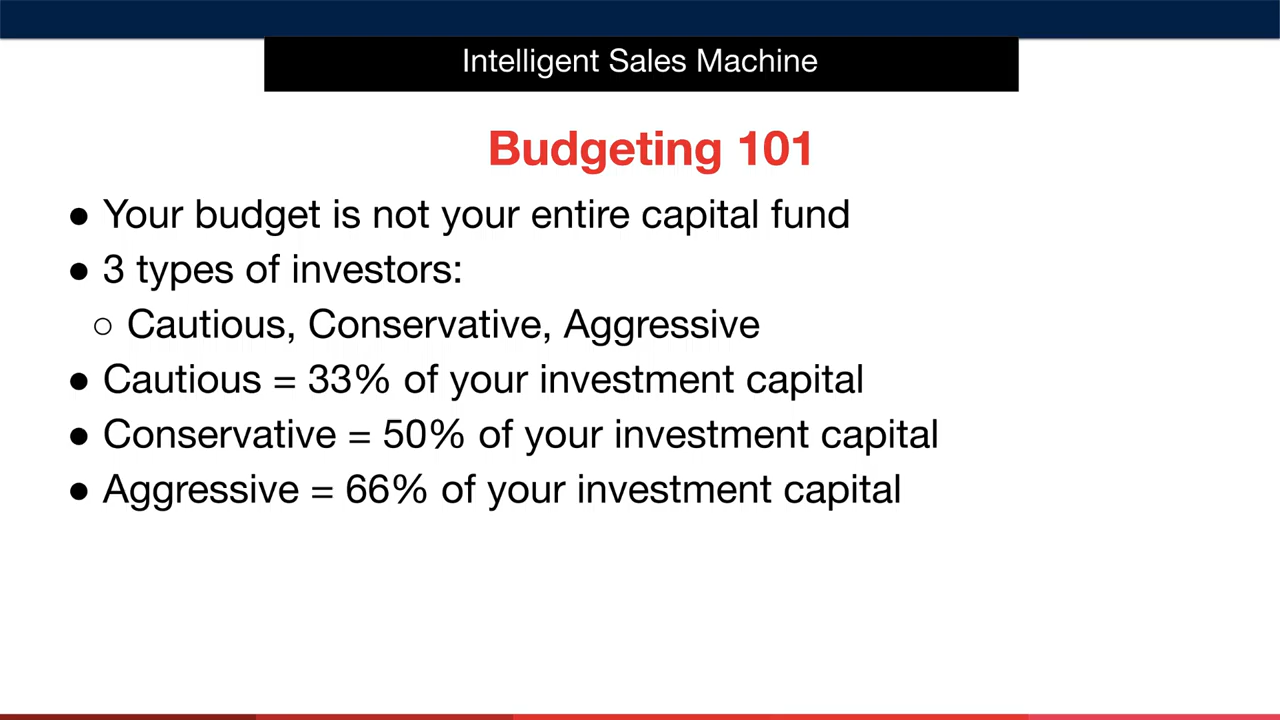 Intelligent Sales Machine
Budgeting 101
● Your budget is not your entire capital fund
● 3 types of investors:
○ Cautious, Conservative, Aggressive
● Cautious = 33% of your investment capital
● Conservative = 50% of your investment capital
● Aggressive = 66% of your investment capital